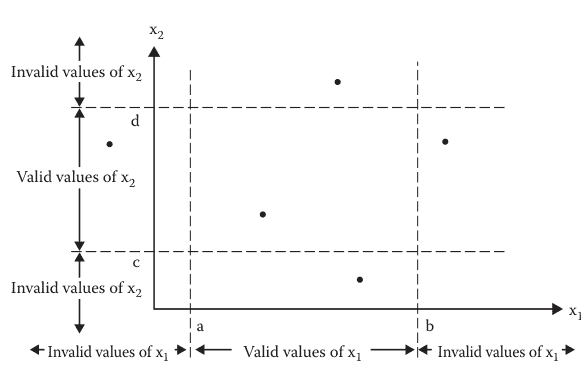 x₂
Invalid values of x₂
d
Valid values of x₂
c
Invalid values of x₂
x₁
a
b
Invalid values of x₁
Valid values of x₁
Invalid values of x₁